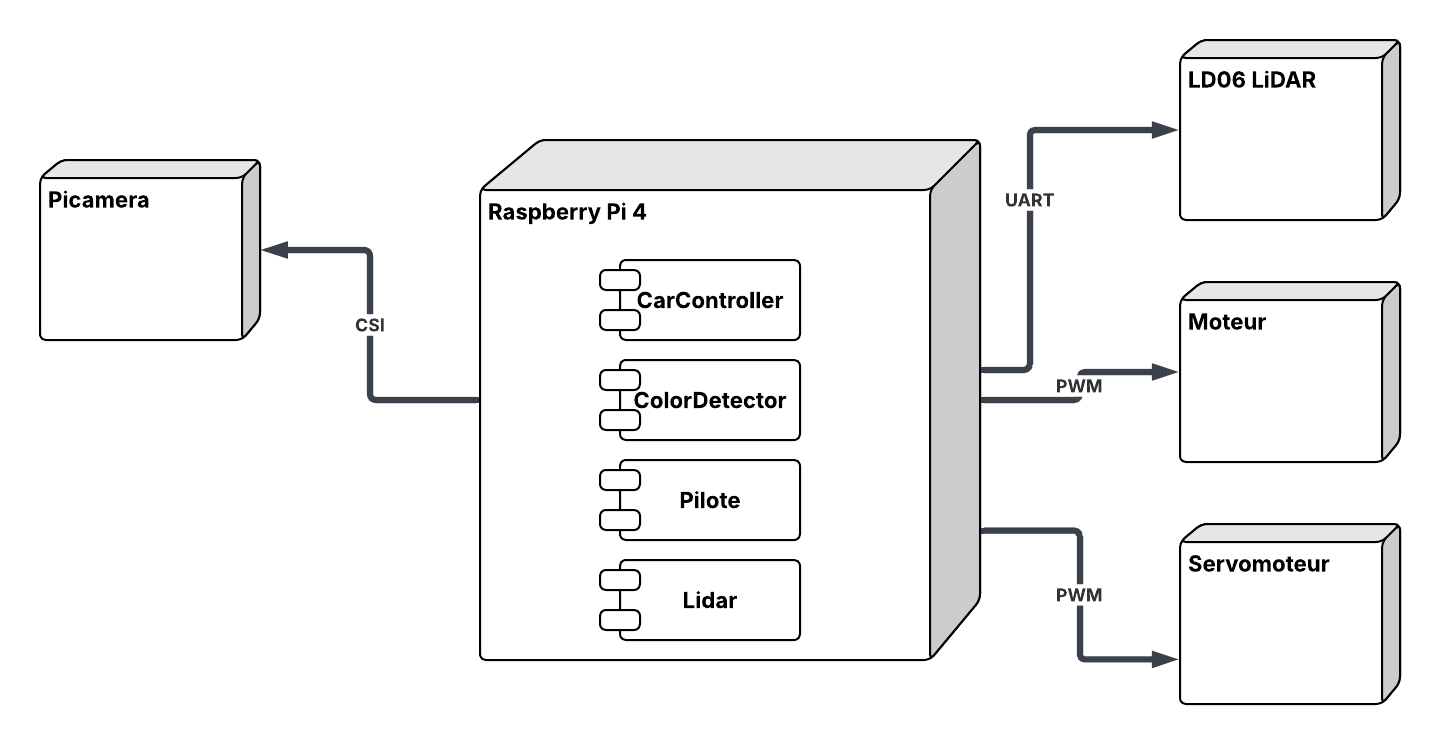 Picamera
CSI
Raspberry Pi 4
CarController
ColorDetector
Pilote
Lidar
UART
PWM
PWM
LD06 LiDAR
Moteur
Servomoteur